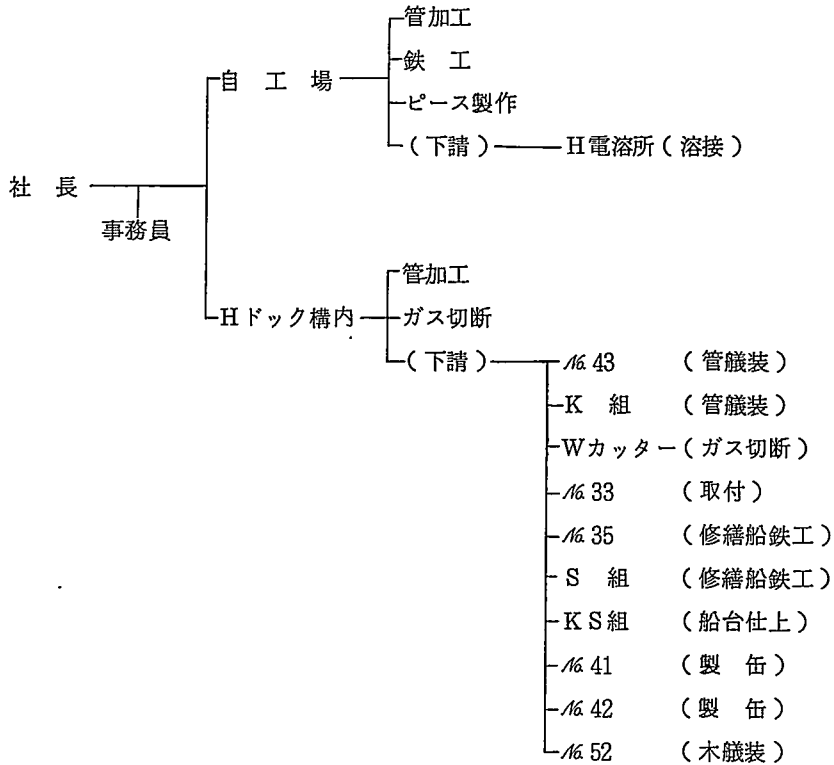 管加工
鉄 工
自 工 場
ピース製作
(下請) H電溶所(溶接)
社 長
事務員
管加工
Hドック構内
ガス切断
(下請)
№43 (管艤装)
K 組 (管艤装)
Wカッター(ガス切断)
№33 (取付)
№35 (修繕船鉄工)
S 組 (修繕船鉄工)
KS組 (船台仕上)
№41 (製 缶)
№42 (製 缶)
№52 (木艤装)